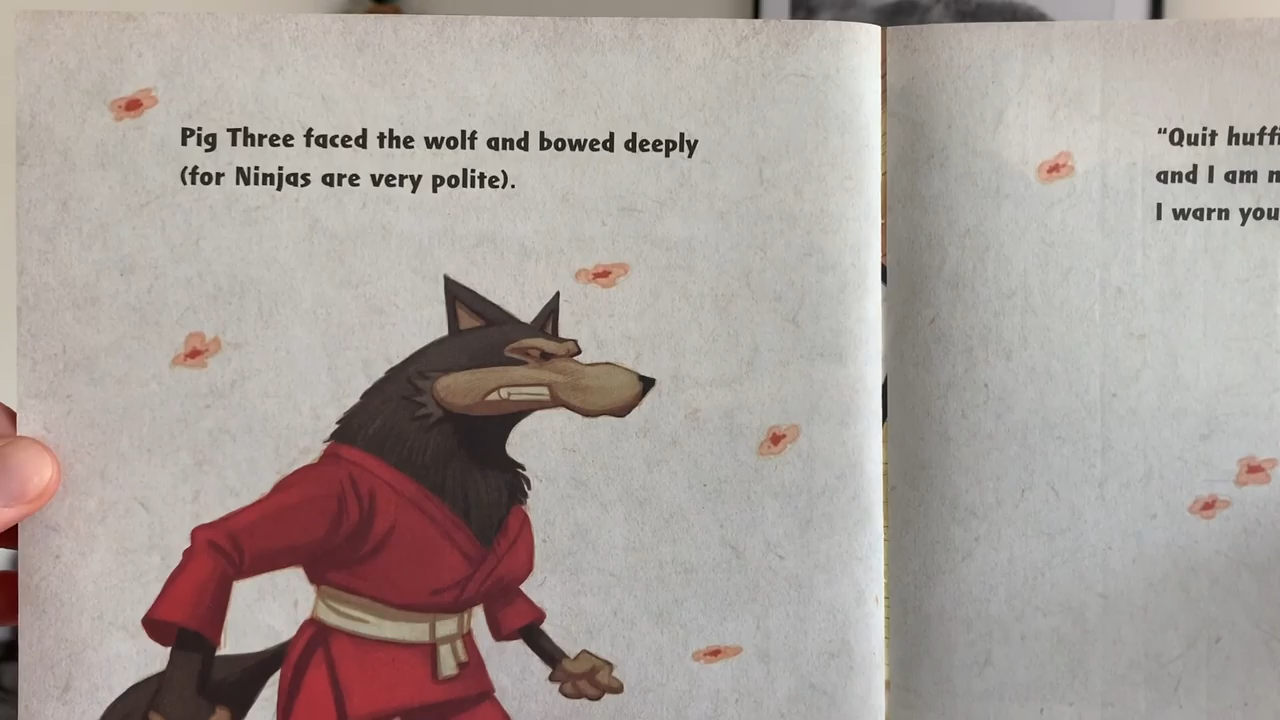 Pig Three faced the wolf and bowed deeply
(for Ninjas are very polite).
“Quit
and I am
I warn you